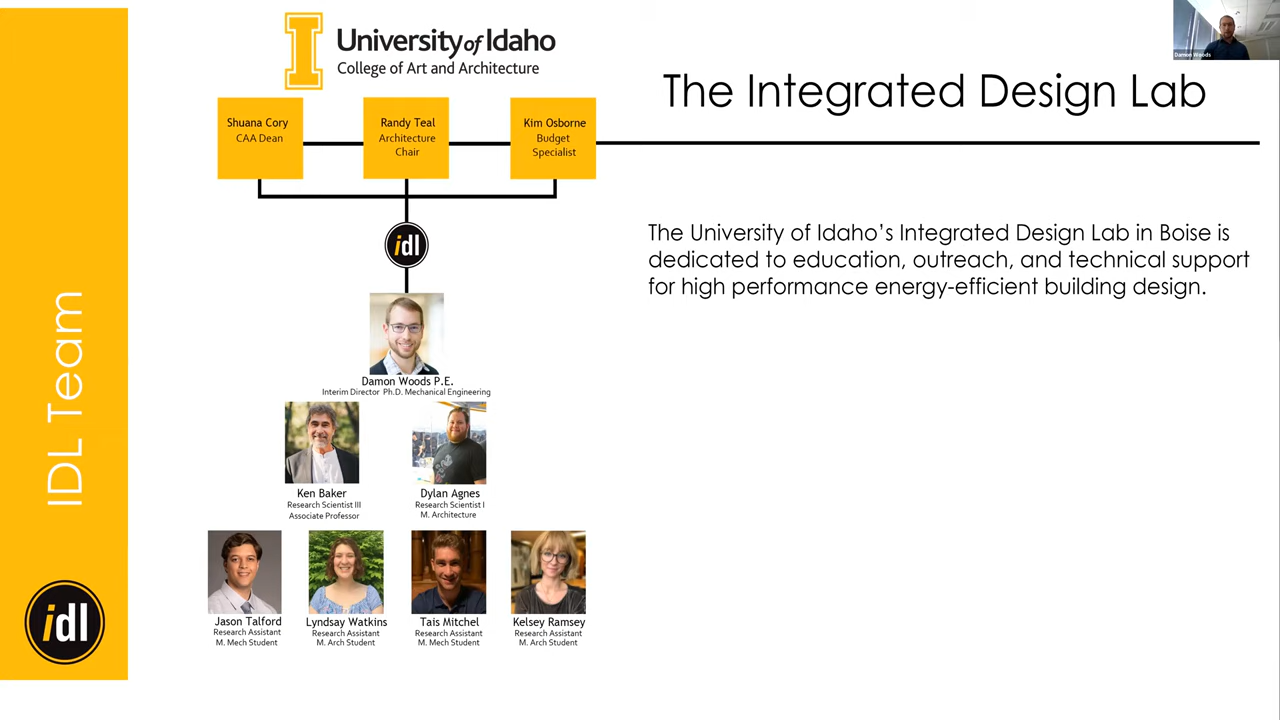 University of Idaho
College of Art and Architecture
Damon Woods
The Integrated Design Lab
Shuana Cory
CAA Dean
Randy Teal
Architecture
Chair
Kim Osborne
Budget
Specialist
idl
The University of Idaho's Integrated Design Lab in Boise is
dedicated to education, outreach, and technical support
for high performance energy-efficient building design.
IDL Team
Damon Woods P.E.
Interim Director Ph.D. Mechanical Engineering
Ken Baker
Research Scientist III
Associate Professor
Dylan Agnes
Research Scientist I
M. Architecture
Jason Talford
Research Assistant
M. Mech Student
Lyndsay Watkins
Research Assistant
M. Arch Student
Tais Mitchel
Research Assistant
M. Mech Student
Kelsey Ramsey
Research Assistant
M. Arch Student
idl